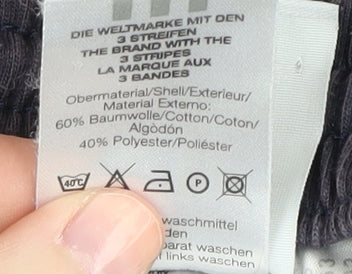 DIE WELTMARKE MIT DEN
3 STREIFEN
THE BRAND WITH THE
3 STRIPES
LA MARQUE AUX
3 BANDES
Obermaterial/Shell/Exterieur/
Material Externo:
60% Baumwolle/Cotton/Coton/
Algodón
40% Polyester/Poliéster
40°C P
waschmittel
den
parat waschen
f links waschen